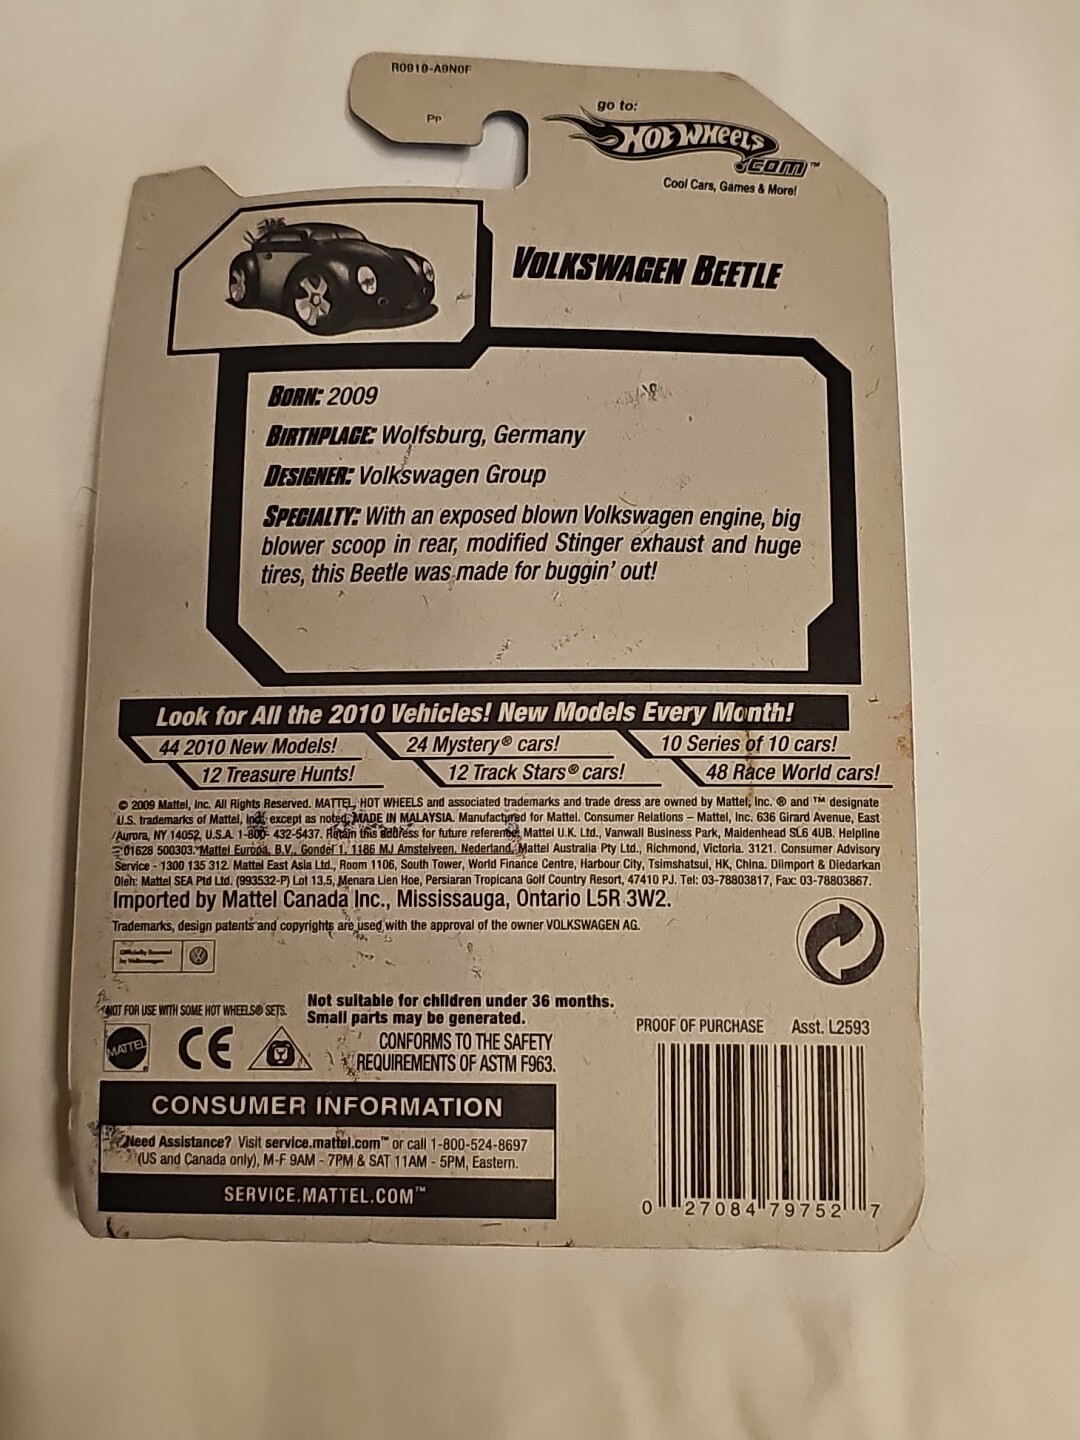 R0910-A9N0F
Pp
go to:
HOT WHEELS
.COM™
Cool Cars, Games & More!
VOLKSWAGEN BEETLE
BORN: 2009
BIRTHPLACE: Wolfsburg, Germany
DESIGNER: Volkswagen Group
SPECIALTY: With an exposed blown Volkswagen engine, big
blower scoop in rear, modified Stinger exhaust and huge
tires, this Beetle was made for buggin' out!
Look for All the 2010 Vehicles! New Models Every Month!
44 2010 New Models! 24 Mystery® cars! 10 Series of 10 cars!
12 Treasure Hunts! 12 Track Stars® cars! 48 Race World cars!
© 2009 Mattel, Inc. All Rights Reserved. MATTEL, HOT WHEELS and associated trademarks and trade dress are owned by Mattel, Inc. ® and ™ designate
U.S. trademarks of Mattel, Inc., except as noted. MADE IN MALAYSIA. Manufactured for Mattel. Consumer Relations – Mattel, Inc. 636 Girard Avenue, East
Aurora, NY 14052, U.S.A. 1-800- 432-5437. Retain this address for future reference. Mattel U.K. Ltd., Vanwall Business Park, Maidenhead SL6 4UB. Helpline
01628 500303. Mattel Europa, B.V., Gondel 1, 1186 MJ Amstelveen, Nederland. Mattel Australia Pty Ltd., Richmond, Victoria. 3121. Consumer Advisory
Service - 1300 135 312. Mattel East Asia Ltd., Room 1106, South Tower, World Finance Centre, Harbour City, Tsimshatsui, HK, China. Diimport & Diedarkan
Oleh: Mattel SEA Ptd Ltd. (993532-P) Lot 13.5, Menara Lien Hoe, Persiaran Tropicana Golf Country Resort, 47410 PJ. Tel: 03-78803817, Fax: 03-78803867.
Imported by Mattel Canada Inc., Mississauga, Ontario L5R 3W2.
Trademarks, design patents and copyrights are used with the approval of the owner VOLKSWAGEN AG.
Officially licensed
by Volkswagen
NOT FOR USE WITH SOME HOT WHEELS® SETS.
Not suitable for children under 36 months.
Small parts may be generated.
MATTEL
CE
CONFORMS TO THE SAFETY
REQUIREMENTS OF ASTM F963.
PROOF OF PURCHASE Asst. L2593
CONSUMER INFORMATION
Need Assistance? Visit service.mattel.com™ or call 1-800-524-8697
(US and Canada only), M-F 9AM - 7PM & SAT 11AM - 5PM, Eastern.
SERVICE.MATTEL.COM™
0 27084 79752 7